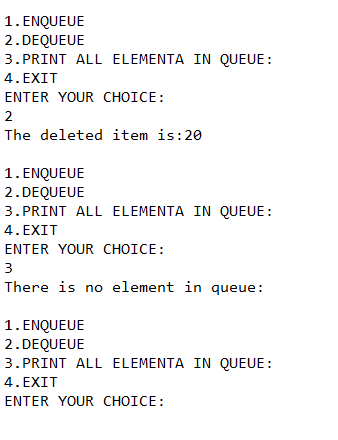 1.ENQUEUE
2.DEQUEUE
3.PRINT ALL ELEMENTA IN QUEUE:
4.EXIT
ENTER YOUR CHOICE:
2
The deleted item is:20
1.ENQUEUE
2.DEQUEUE
3.PRINT ALL ELEMENTA IN QUEUE:
4.EXIT
ENTER YOUR CHOICE:
3
There is no element in queue:
1.ENQUEUE
2.DEQUEUE
3.PRINT ALL ELEMENTA IN QUEUE:
4.EXIT
ENTER YOUR CHOICE: